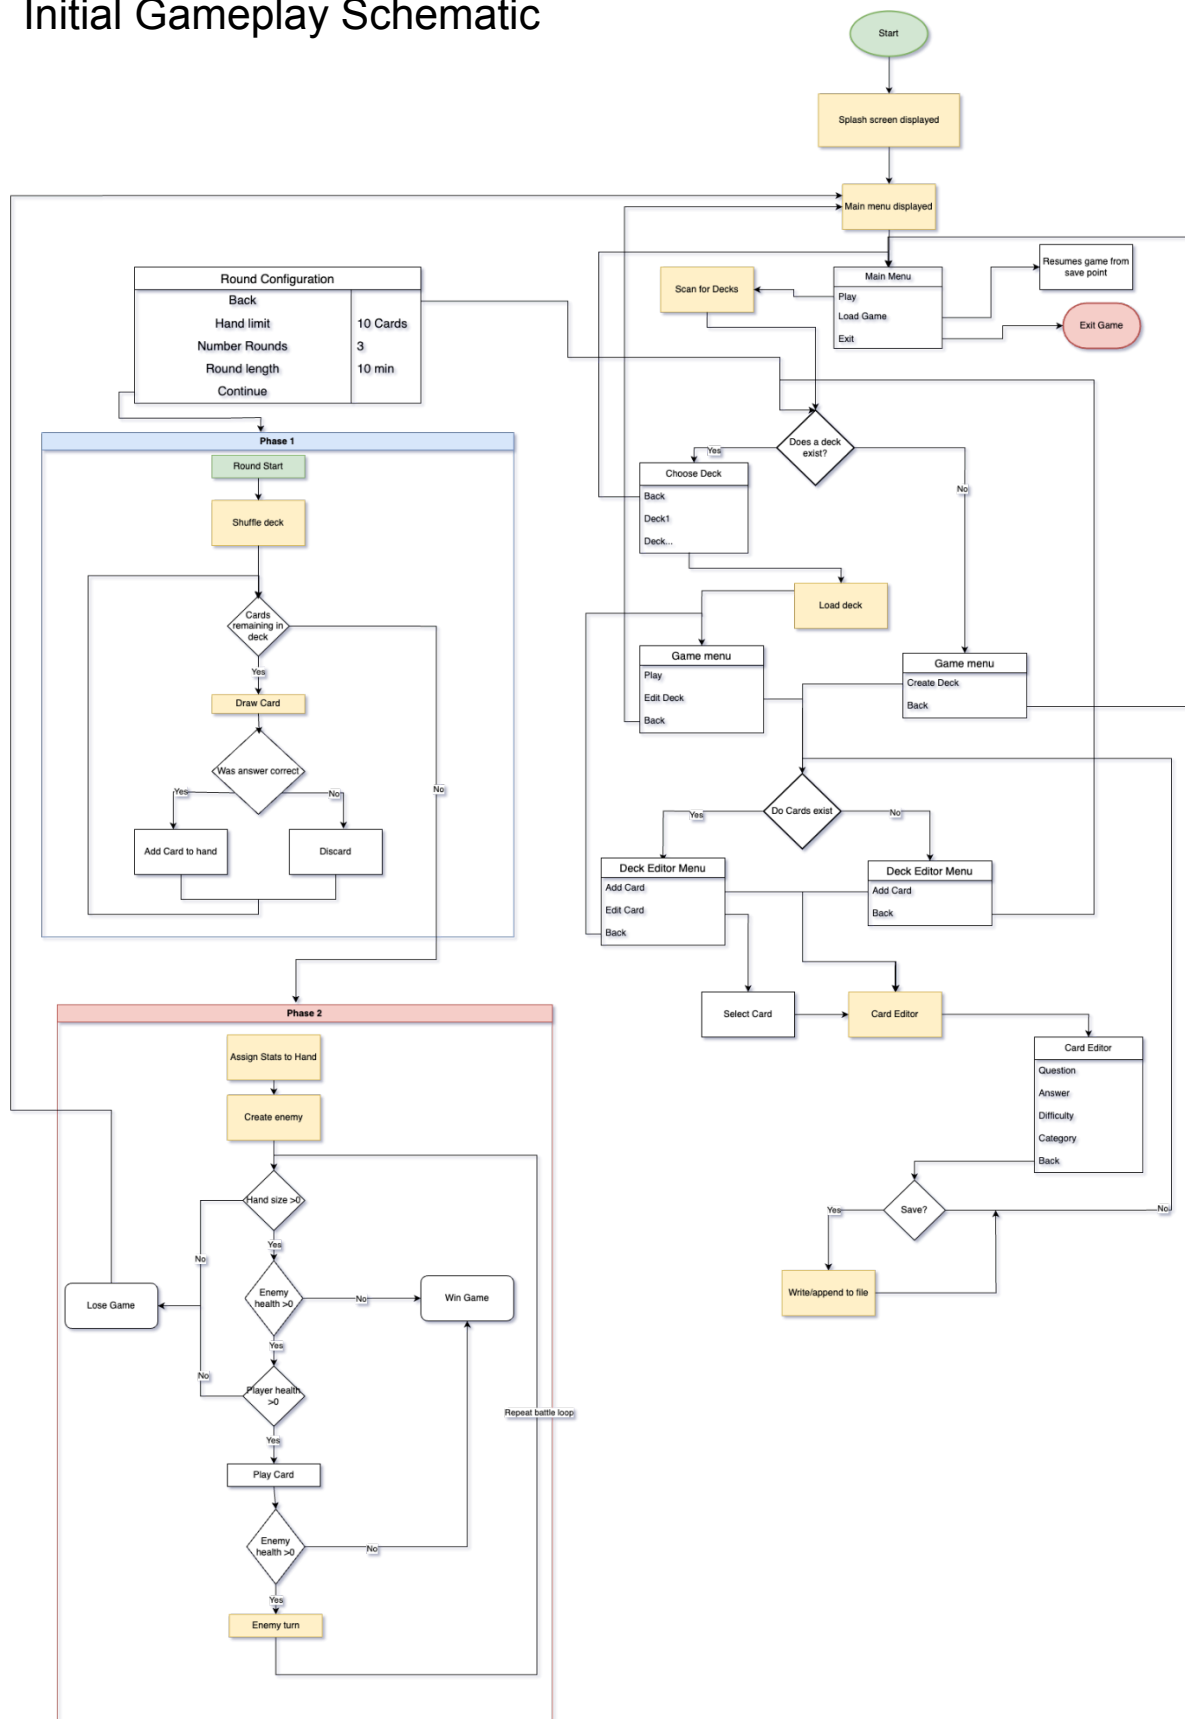 Initial Gameplay Schematic
Start
Splash screen displayed
Main menu displayed
Main Menu
Play
Load Game
Exit
Resumes game from
save point
Exit Game
Scan for Decks
Round Configuration
Back
Hand limit 10 Cards
Number Rounds 3
Round length 10 min
Continue
Does a deck
exist?
Yes
No
Choose Deck
Back
Deck1
Deck...
Load deck
Game menu
Play
Edit Deck
Back
Game menu
Create Deck
Back
Do Cards exist
Yes
No
Deck Editor Menu
Add Card
Edit Card
Back
Deck Editor Menu
Add Card
Back
Select Card
Card Editor
Card Editor
Question
Answer
Difficulty
Category
Back
Save?
Yes
No
Write/append to file
Phase 1
Round Start
Shuffle deck
Cards
remaining in
deck
Yes
No
Draw Card
Was answer correct
Yes
No
Add Card to hand
Discard
Phase 2
Assign Stats to Hand
Create enemy
Hand size >0
No
Yes
Enemy
health >0
No
Win Game
Lose Game
Yes
Player health
>0
No
Yes
Repeat battle loop
Play Card
Enemy
health >0
No
Yes
Enemy turn